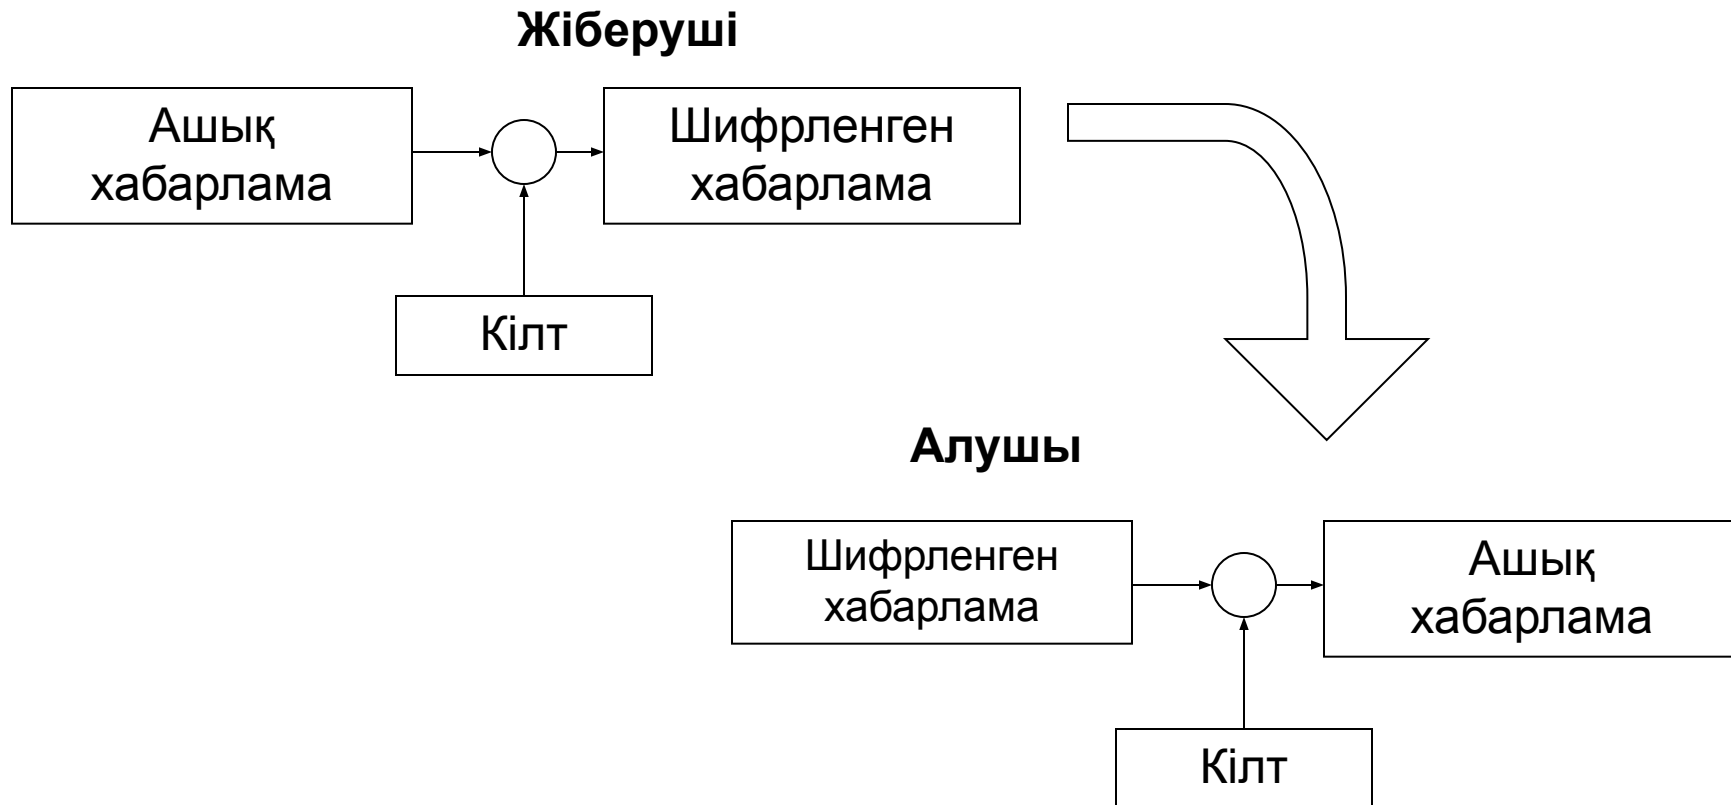 Жіберуші
Ашық
хабарлама
Шифрленген
хабарлама
Кілт
Алушы
Шифрленген
хабарлама
Ашық
хабарлама
Кілт